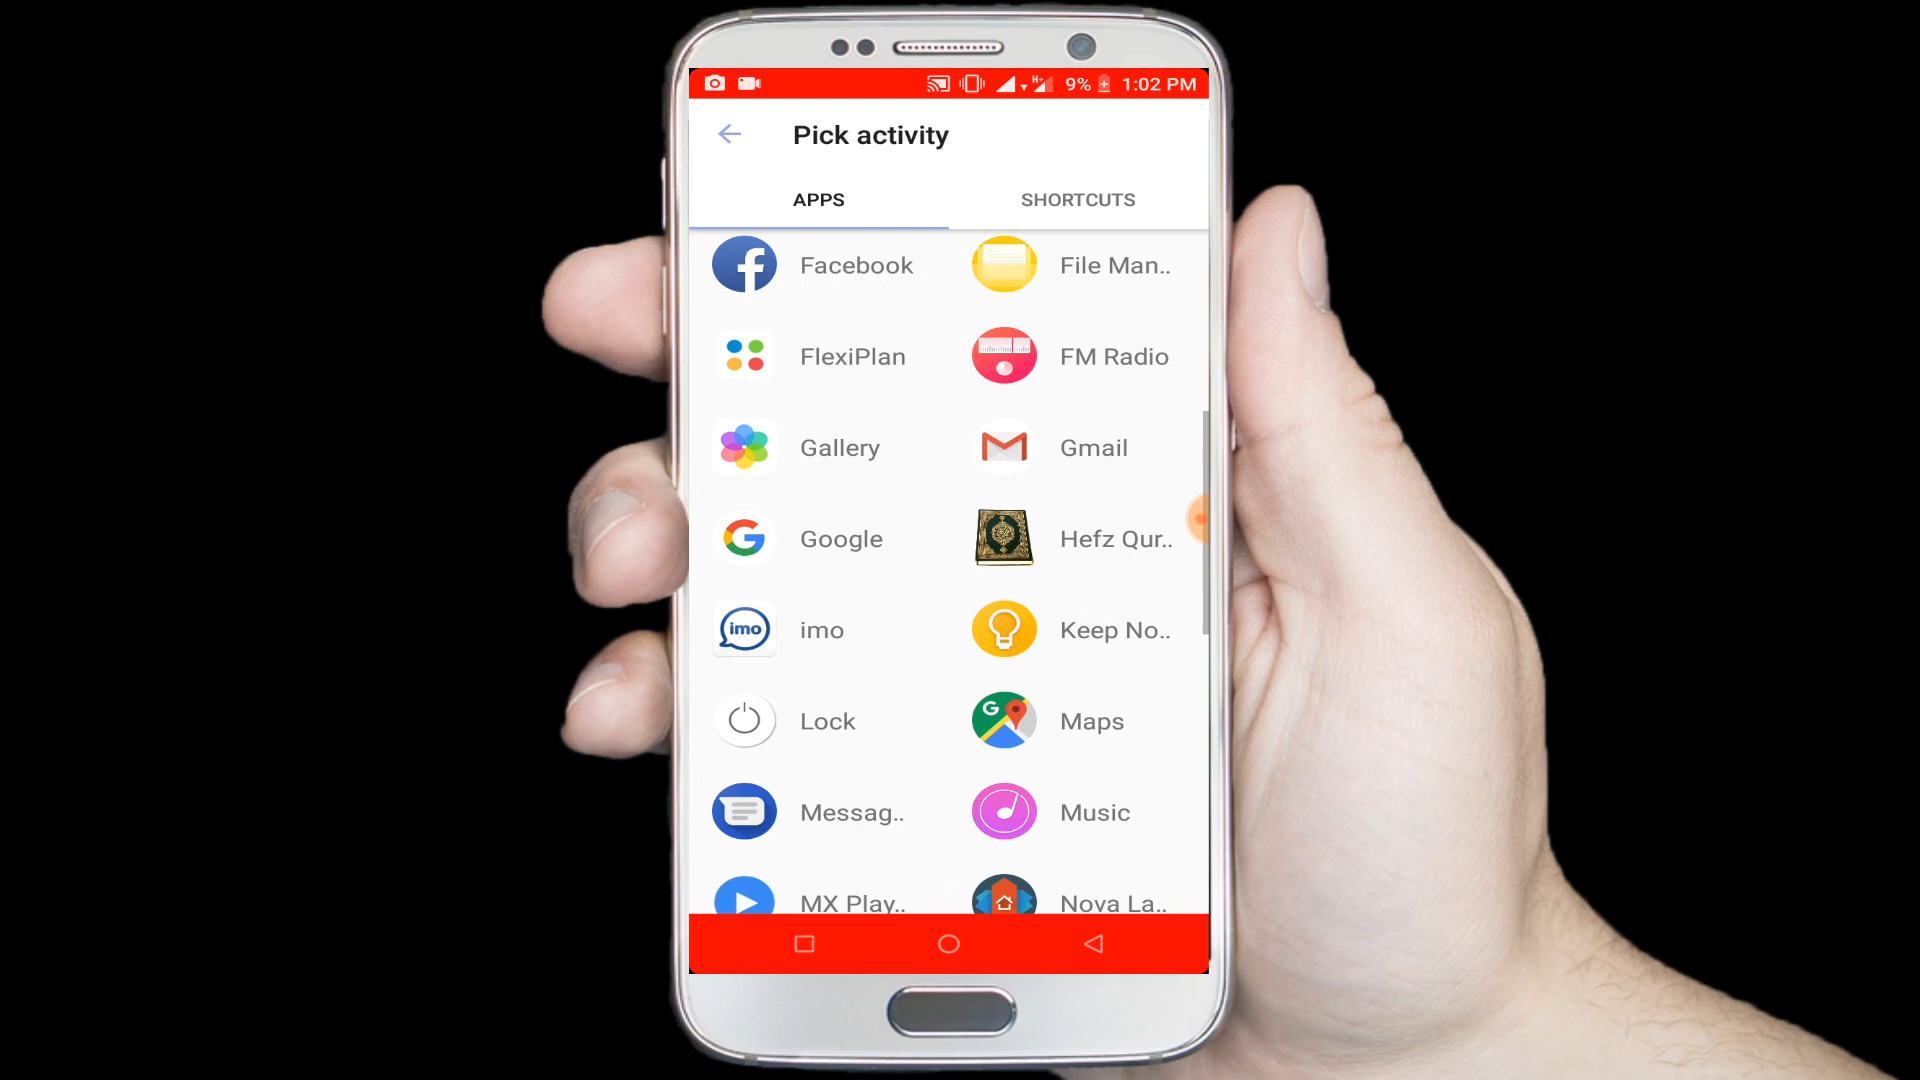 H+ 9% 1:02 PM
Pick activity
APPS SHORTCUTS
Facebook File Man..
FlexiPlan FM Radio
Gallery Gmail
Google Hefz Qur..
imo imo Keep No..
Lock G Maps
Messag.. Music
MX Play.. Nova La..